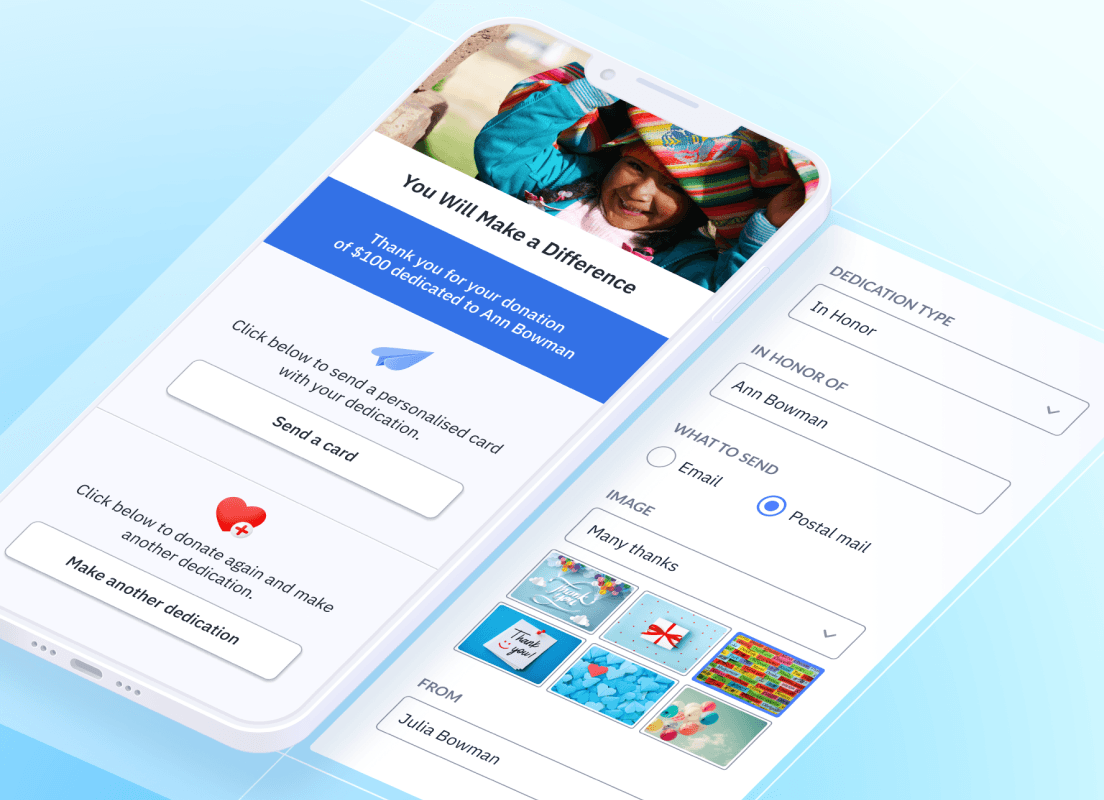 You Will Make a Difference
Thank you for your donation
of $100 dedicated to Ann Bowman
Click below to send a personalised card
with your dedication.
Send a card
Click below to donate again and make
another dedication.
Make another dedication
DEDICATION TYPE
In Honor
IN HONOR OF
Ann Bowman
WHAT TO SEND
Email
Postal mail
IMAGE
Many thanks
Thank
you
Thank
you!
FROM
Julia Bowman